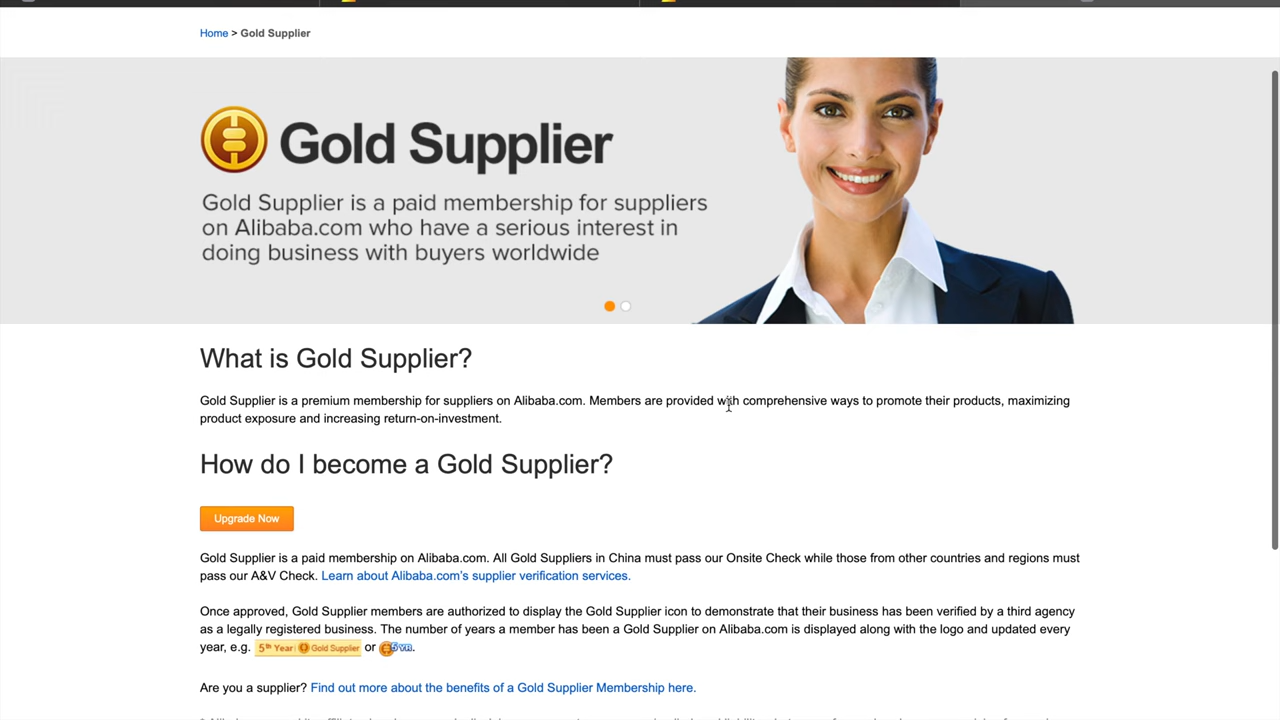 Home > Gold Supplier
Gold Supplier
Gold Supplier is a paid membership for suppliers
on Alibaba.com who have a serious interest in
doing business with buyers worldwide
What is Gold Supplier?
Gold Supplier is a premium membership for suppliers on Alibaba.com. Members are provided with comprehensive ways to promote their products, maximizing
product exposure and increasing return-on-investment.
How do I become a Gold Supplier?
Upgrade Now
Gold Supplier is a paid membership on Alibaba.com. All Gold Suppliers in China must pass our Onsite Check while those from other countries and regions must
pass our A&V Check. Learn about Alibaba.com's supplier verification services.
Once approved, Gold Supplier members are authorized to display the Gold Supplier icon to demonstrate that their business has been verified by a third agency
as a legally registered business. The number of years a member has been a Gold Supplier on Alibaba.com is displayed along with the logo and updated every
year, e.g. 5th Year Gold Supplier or
Are you a supplier? Find out more about the benefits of a Gold Supplier Membership here.